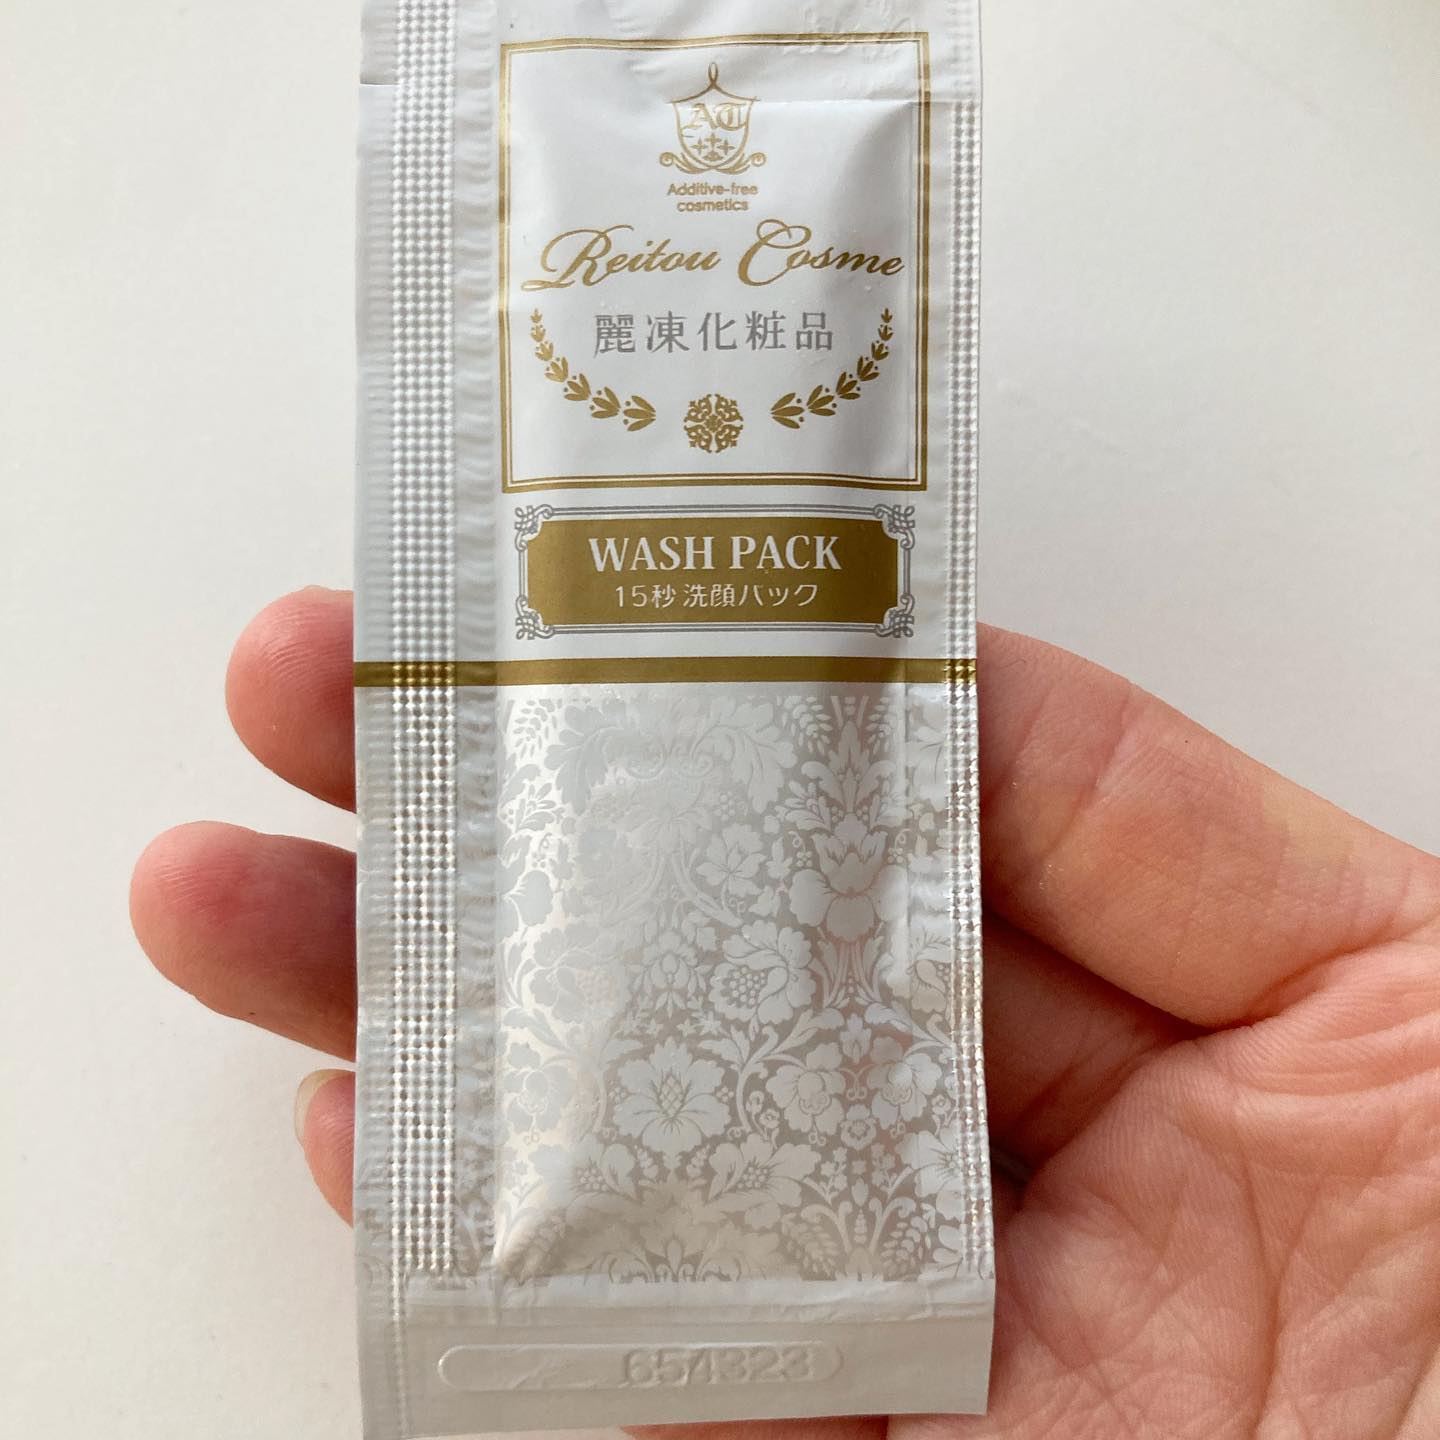 AC
Additive-free
cosmetics
Reitou Cosme
麗凍化粧品
WASH PACK
15秒洗顔パック
654323